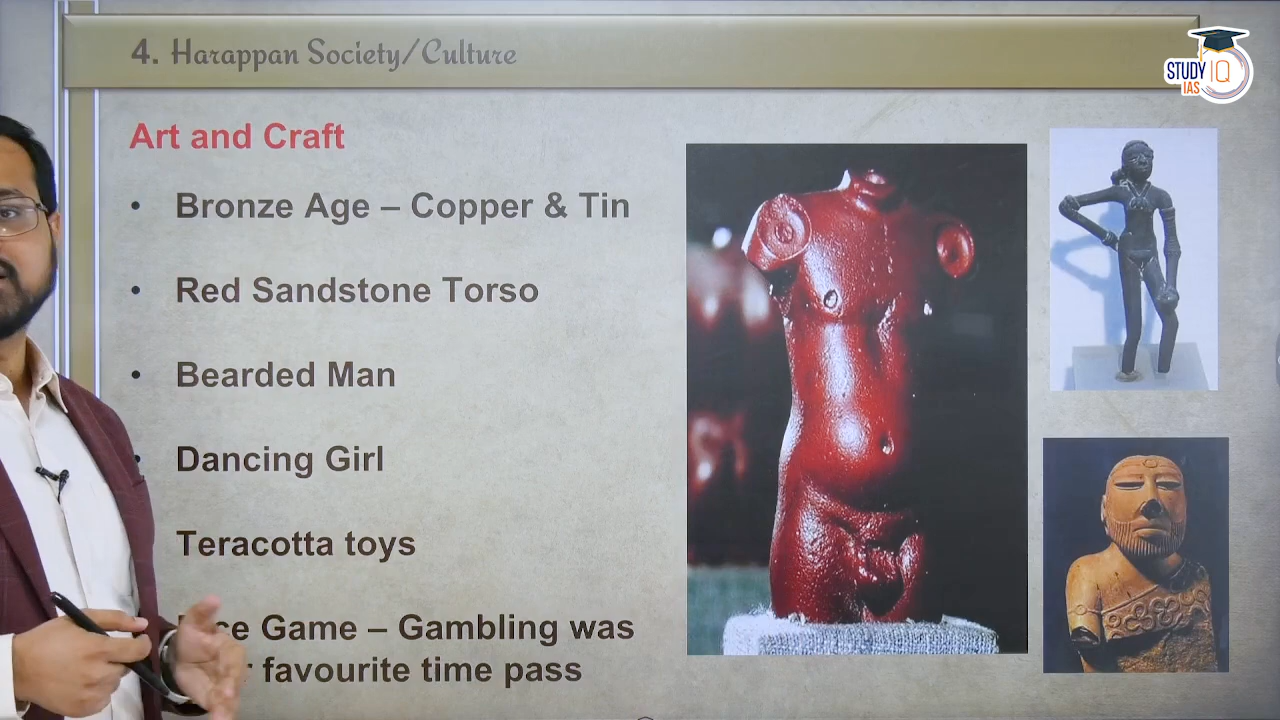 4. Harappan Society/Culture
STUDY IQ
IAS
Art and Craft
• Bronze Age – Copper & Tin
• Red Sandstone Torso
• Bearded Man
• Dancing Girl
Teracotta toys
Game – Gambling was
favourite time pass